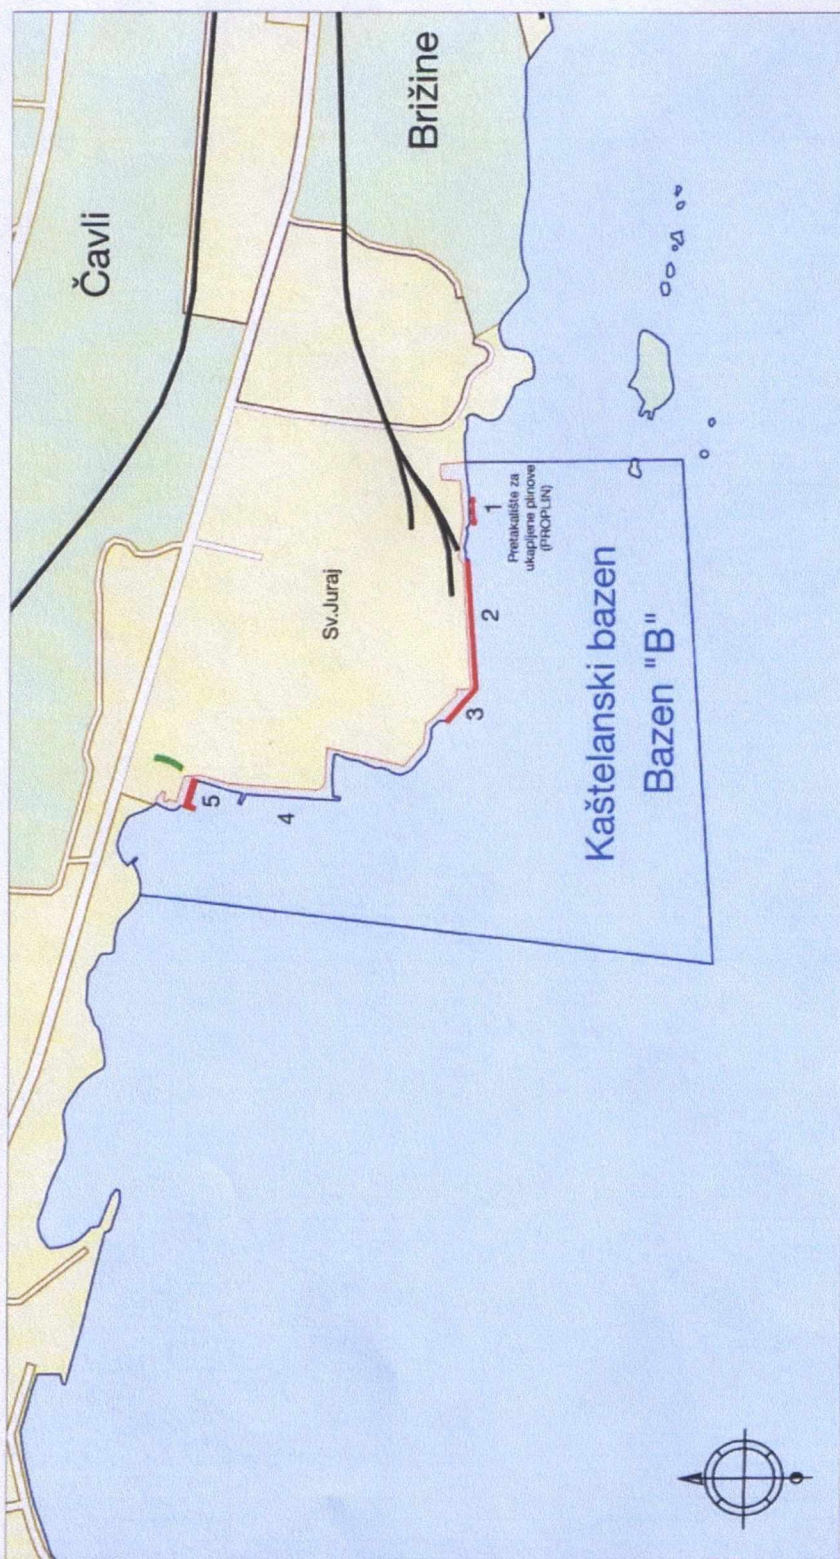 Čavli
Brižine
Sv.Juraj
1
Pretakalište za
ukapljene plinove
(PROPLIN)
2
3
4
5
Kaštelanski bazen
Bazen "B"